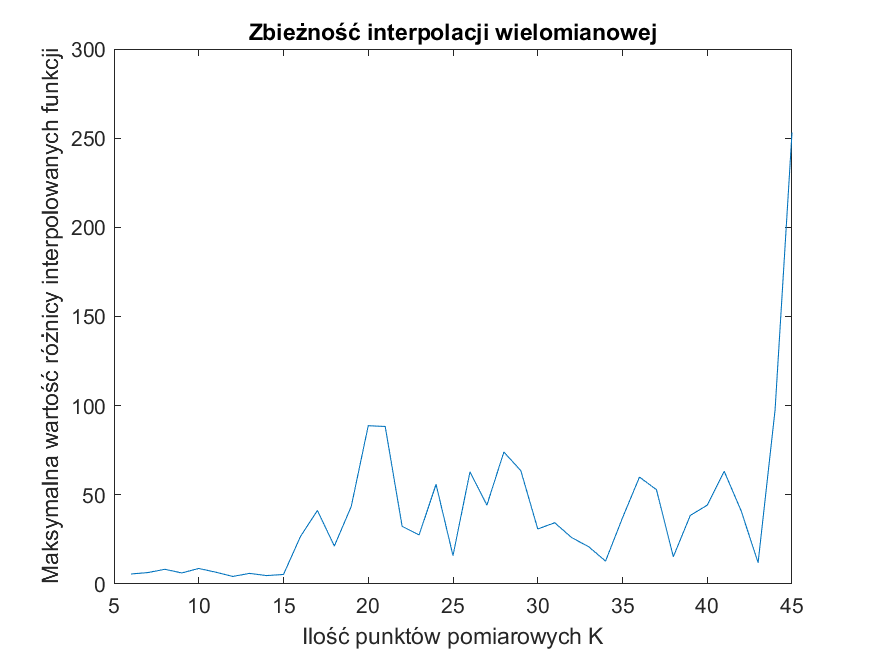 Zbieżność interpolacji wielomianowej
Maksymalna wartość różnicy interpolowanych funkcji
300
250
200
150
100
50
0
5 10 15 20 25 30 35 40 45
Ilość punktów pomiarowych K